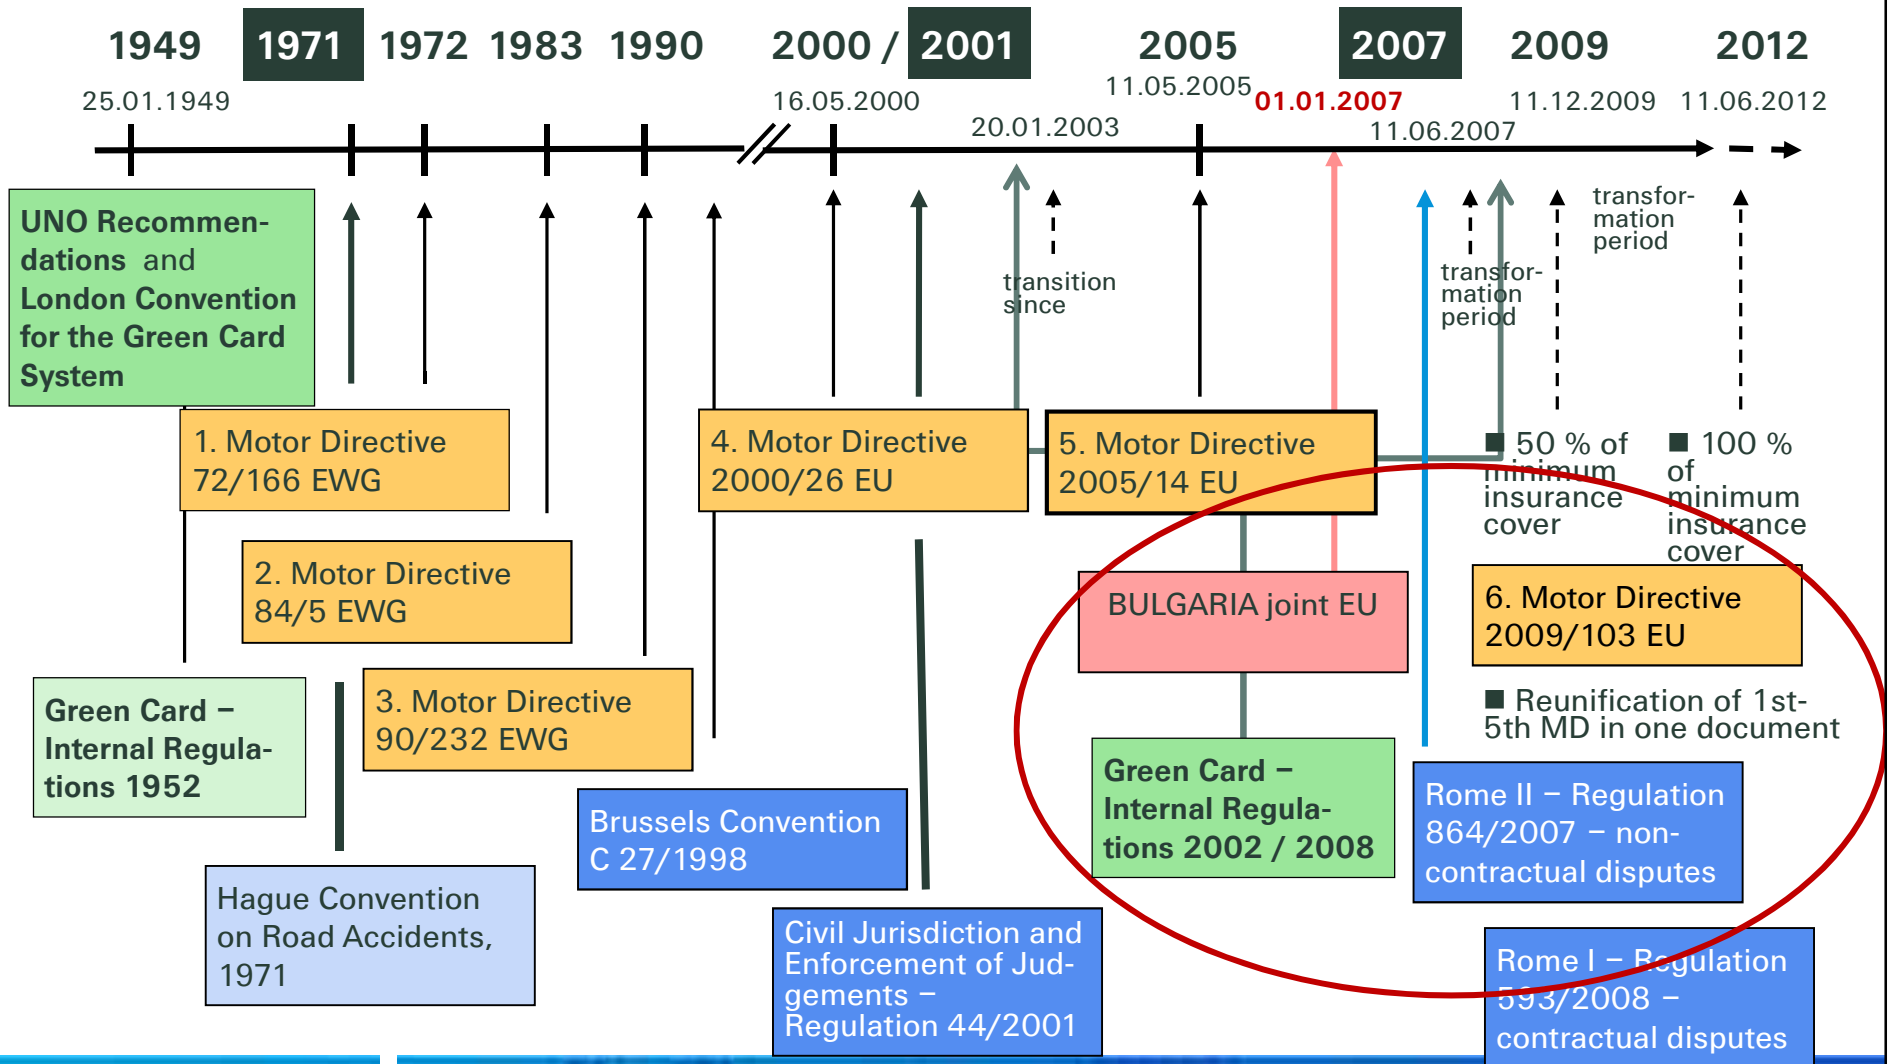 1949 1971 1972 1983 1990 2000 / 2001 2005 2007 2009 2012
25.01.1949
16.05.2000
20.01.2003
11.05.2005
01.01.2007
11.06.2007
11.12.2009
11.06.2012
UNO Recommen-
dations and
London Convention
for the Green Card
System
transition
since
transfor-
mation
period
transfor-
mation
period
1. Motor Directive
72/166 EWG
4. Motor Directive
2000/26 EU
5. Motor Directive
2005/14 EU
■ 50 % of
minimum
insurance
cover
■ 100 %
of
minimum
insurance
cover
2. Motor Directive
84/5 EWG
BULGARIA joint EU
6. Motor Directive
2009/103 EU
3. Motor Directive
90/232 EWG
■ Reunification of 1st-
5th MD in one document
Green Card –
Internal Regula-
tions 1952
Green Card –
Internal Regula-
tions 2002 / 2008
Brussels Convention
C 27/1998
Rome II – Regulation
864/2007 – non-
contractual disputes
Hague Convention
on Road Accidents,
1971
Civil Jurisdiction and
Enforcement of Jud-
gements –
Regulation 44/2001
Rome I – Regulation
593/2008 –
contractual disputes